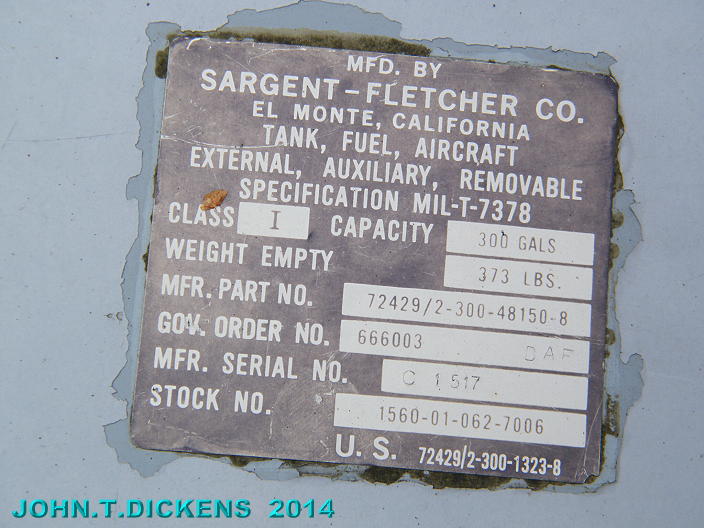 MFD. BY
SARGENT-FLETCHER CO.
EL MONTE, CALIFORNIA
TANK, FUEL, AIRCRAFT
EXTERNAL, AUXILIARY, REMOVABLE
SPECIFICATION MIL-T-7378
CLASS I CAPACITY 300 GALS
WEIGHT EMPTY 373 LBS.
MFR. PART NO. 72429/2-300-48150-8
GOV. ORDER NO. 666003 DAF
MFR. SERIAL NO. C 1517
STOCK NO. 1560-01-062-7006
U. S. 72429/2-300-1323-8
JOHN.T.DICKENS 2014